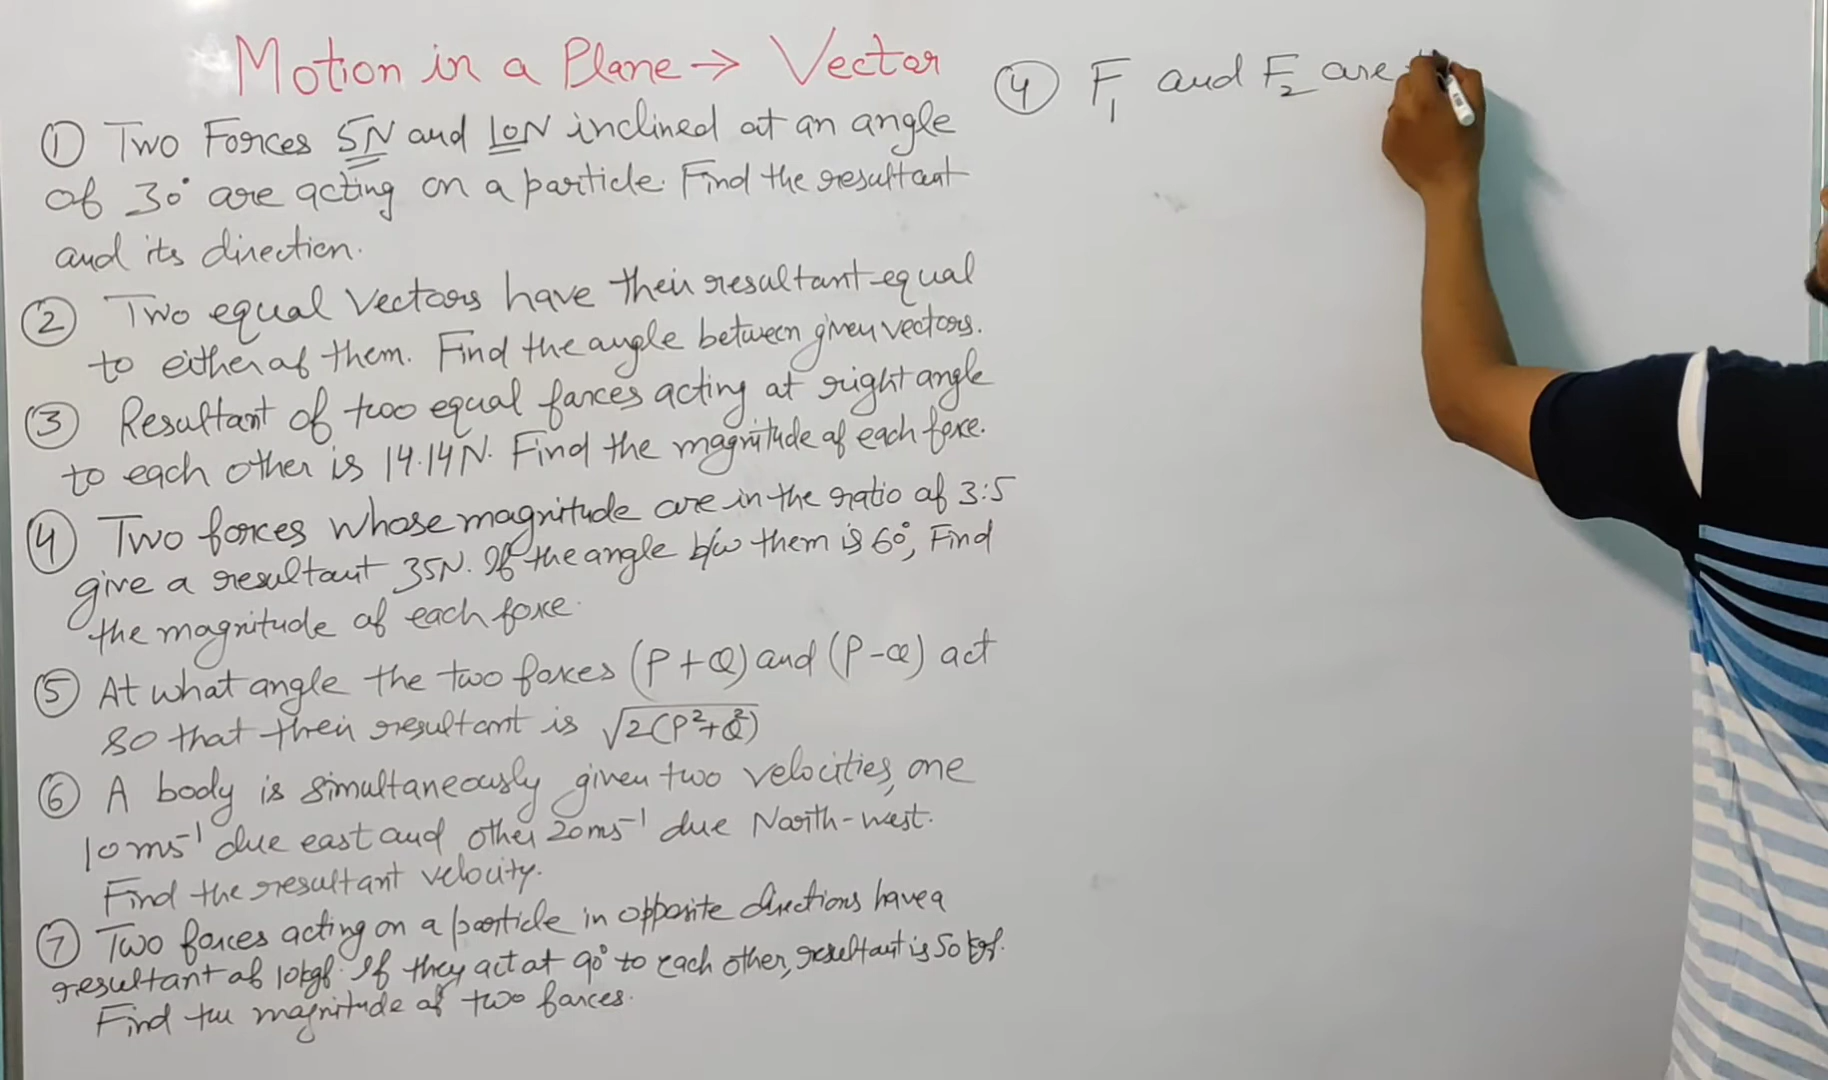 Motion in a Plane → Vector
① Two Forces 5N and 10N inclined at an angle
of 30° are acting on a particle. Find the resultant
and its direction.
② Two equal Vectors have their resultant equal
to either of them. Find the angle between given vectors.
③ Resultant of two equal forces acting at right angle
to each other is 14.14N. Find the magnitude of each force.
④ Two forces whose magnitude are in the ratio of 3:5
give a resultant 35N. If the angle b/w them is 60°, Find
the magnitude of each force.
⑤ At what angle the two forces (P+Q) and (P-Q) act
so that their resultant is √2(P²+Q²)
⑥ A body is simultaneously given two velocities, one
10 ms⁻¹ due east and other 20 ms⁻¹ due North-west.
Find the resultant velocity.
⑦ Two forces acting on a particle in opposite directions have a
resultant of 10kgf. If they act at 90° to each other, resultant is 50 kgf.
Find the magnitude of two forces.
④ F₁ and F₂ are